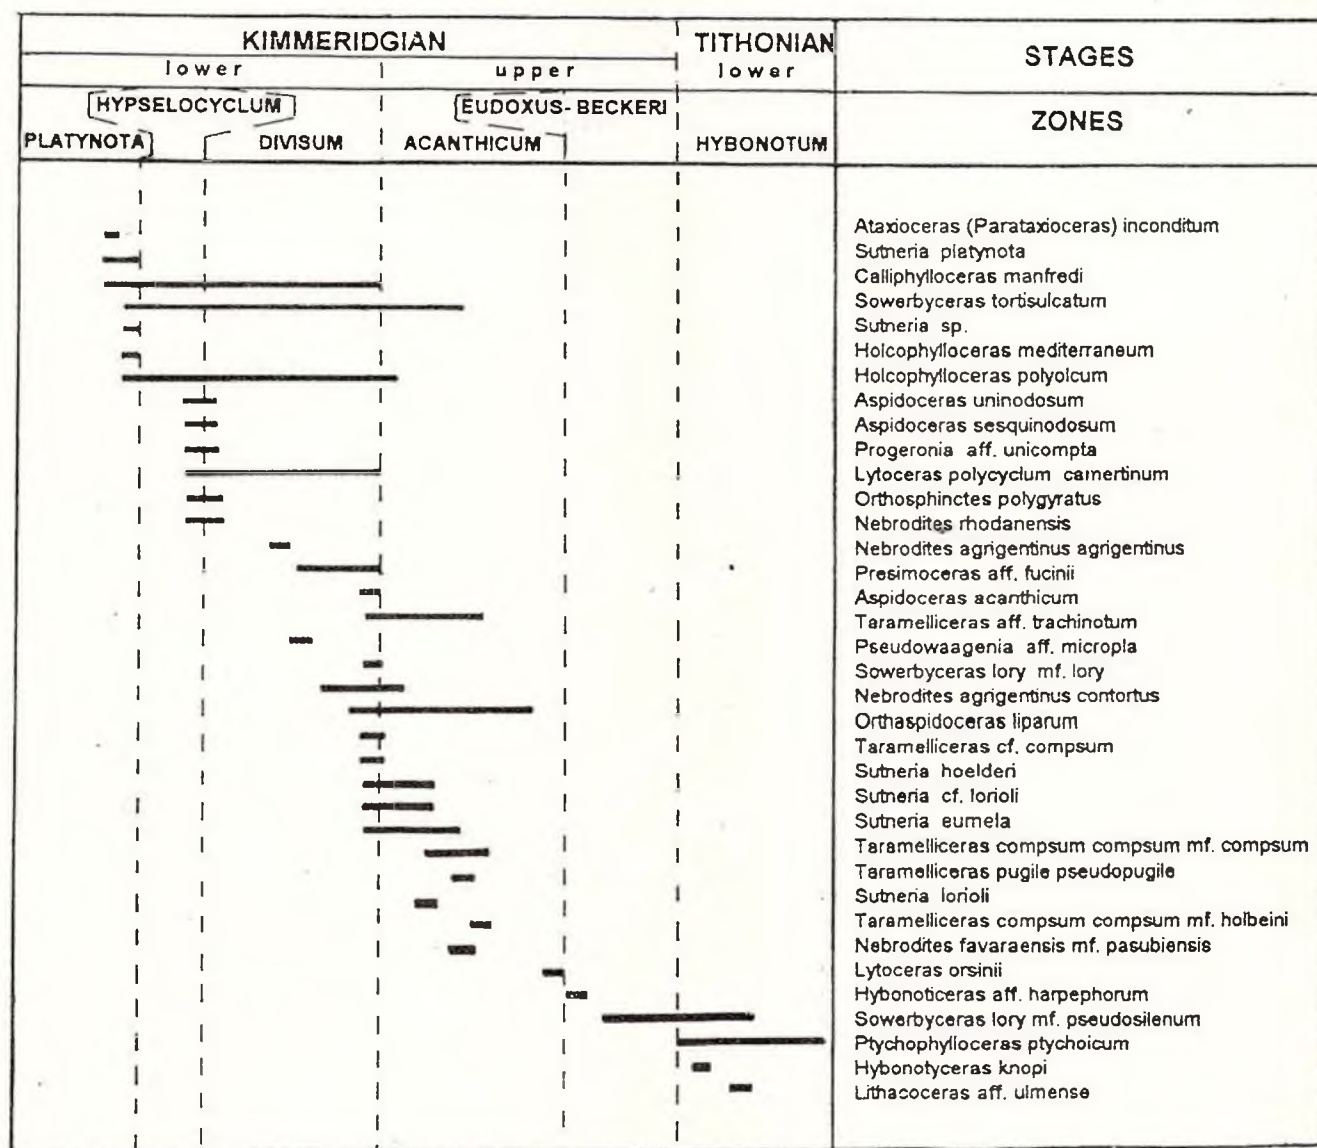 KIMMERIDGIAN TITHONIAN STAGES
lower upper lower
HYPSELOCYCLUM EUDOXUS-BECKERI ZONES
PLATYNOTA DIVISUM ACANTHICUM HYBONOTUM
Ataxioceras (Parataxioceras) inconditum
Sutneria platynota
Calliphylloceras manfredi
Sowerbyceras tortisulcatum
Sutneria sp.
Holcophylloceras mediterraneum
Holcophylloceras polyolcum
Aspidoceras uninodosum
Aspidoceras sesquinodosum
Progeronia aff. unicompta
Lytoceras polycyclum camertinum
Orthosphinctes polygyratus
Nebrodites rhodanensis
Nebrodites agrigentinus agrigentinus
Presimoceras aff. fucinii
Aspidoceras acanthicum
Taramelliceras aff. trachinotum
Pseudowaagenia aff. micropla
Sowerbyceras lory mf. lory
Nebrodites agrigentinus contortus
Orthaspidoceras liparum
Taramelliceras cf. compsum
Sutneria hoelderi
Sutneria cf. lorioli
Sutneria eumela
Taramelliceras compsum compsum mf. compsum
Taramelliceras pugile pseudopugile
Sutneria lorioli
Taramelliceras compsum compsum mf. holbeini
Nebrodites favaraensis mf. pasubiensis
Lytoceras orsinii
Hybonoticeras aff. harpephorum
Sowerbyceras lory mf. pseudosilenum
Ptychophylloceras ptychoicum
Hybonotyceras knopi
Lithacoceras aff. ulmense